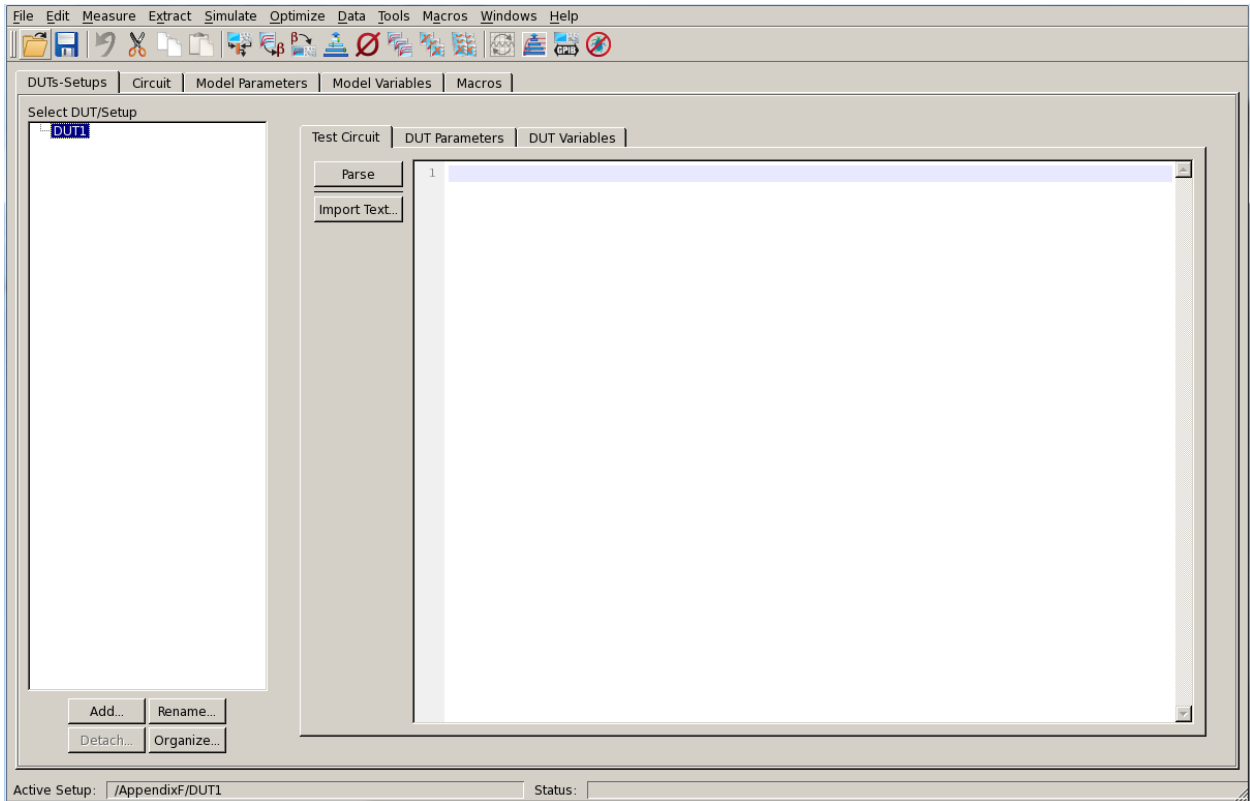 File Edit Measure Extract Simulate Optimize Data Tools Macros Windows Help
β β GPIB
DUTs-Setups Circuit Model Parameters Model Variables Macros
Select DUT/Setup
DUT1
Test Circuit DUT Parameters DUT Variables
Parse 1
Import Text...
Add... Rename...
Detach... Organize...
Active Setup: /AppendixF/DUT1 Status: